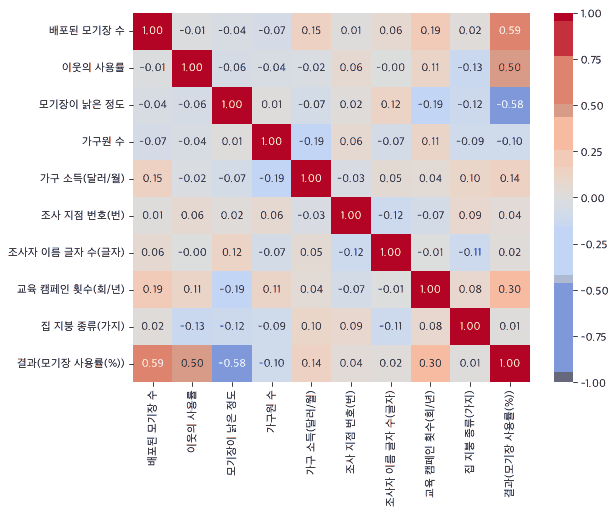 배포된 모기장 수 1.00 -0.01 -0.04 -0.07 0.15 0.01 0.06 0.19 0.02 0.59
이웃의 사용률 -0.01 1.00 -0.06 -0.04 -0.02 0.06 -0.00 0.11 -0.13 0.50
모기장이 낡은 정도 -0.04 -0.06 1.00 0.01 -0.07 0.02 0.12 -0.19 -0.12 -0.58
가구원 수 -0.07 -0.04 0.01 1.00 -0.19 0.06 -0.07 0.11 -0.09 -0.10
가구 소득(달러/월) 0.15 -0.02 -0.07 -0.19 1.00 -0.03 0.05 0.04 0.10 0.14
조사 지점 번호(번) 0.01 0.06 0.02 0.06 -0.03 1.00 -0.12 -0.07 0.09 0.04
조사자 이름 글자 수(글자) 0.06 -0.00 0.12 -0.07 0.05 -0.12 1.00 -0.01 -0.11 0.02
교육 캠페인 횟수(회/년) 0.19 0.11 -0.19 0.11 0.04 -0.07 -0.01 1.00 0.08 0.30
집 지붕 종류(가지) 0.02 -0.13 -0.12 -0.09 0.10 0.09 -0.11 0.08 1.00 0.01
결과(모기장 사용률(%)) 0.59 0.50 -0.58 -0.10 0.14 0.04 0.02 0.30 0.01 1.00
배포된 모기장 수
이웃의 사용률
모기장이 낡은 정도
가구원 수
가구 소득(달러/월)
조사 지점 번호(번)
조사자 이름 글자 수(글자)
교육 캠페인 횟수(회/년)
집 지붕 종류(가지)
결과(모기장 사용률(%))
1.00
0.75
0.50
0.25
0.00
-0.25
-0.50
-0.75
-1.00